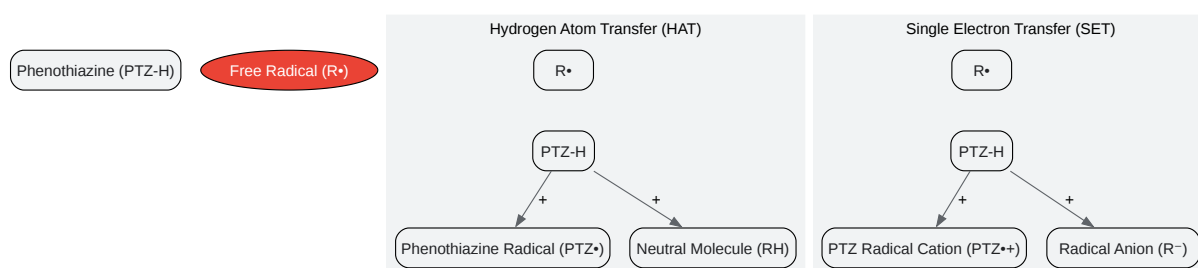 Hydrogen Atom Transfer (HAT)
Single Electron Transfer (SET)
Phenothiazine (PTZ-H)
Free Radical (R•)
R•
R•
PTZ-H
PTZ-H
+
+
+
+
Phenothiazine Radical (PTZ•)
Neutral Molecule (RH)
PTZ Radical Cation (PTZ•+)
Radical Anion (R⁻)